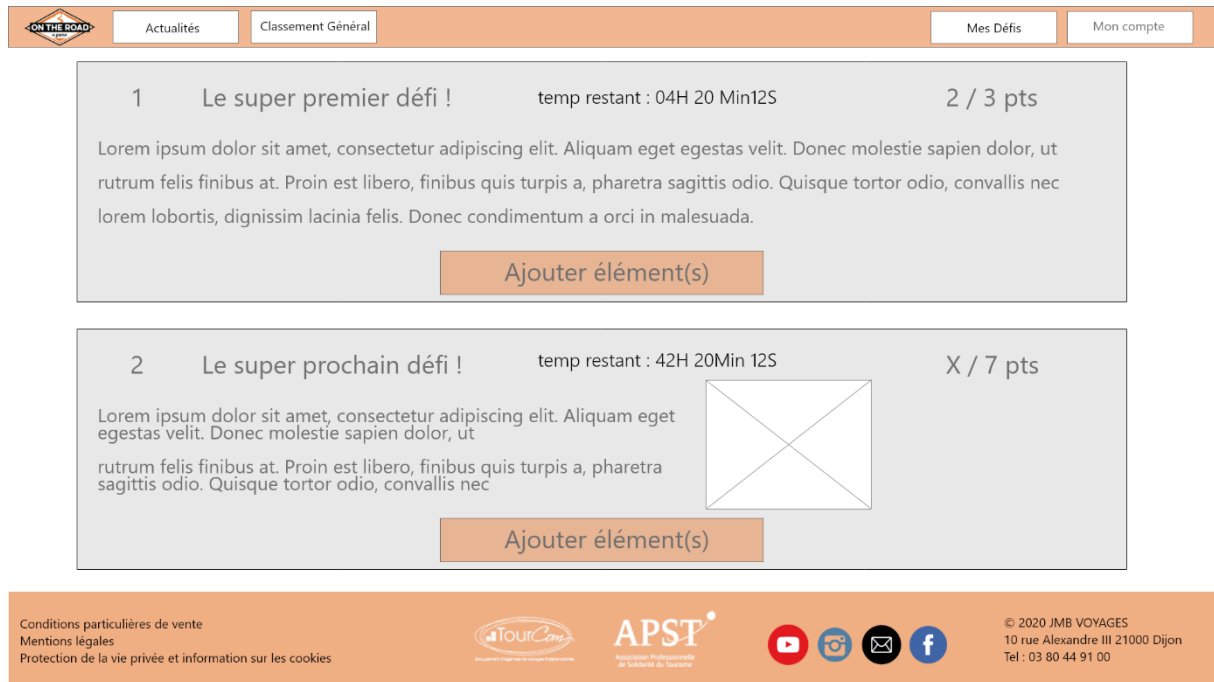 ON THE ROAD
a game
Actualités
Classement Général
Mes Défis
Mon compte
1 Le super premier défi ! temp restant : 04H 20 Min12S 2 / 3 pts
Lorem ipsum dolor sit amet, consectetur adipiscing elit. Aliquam eget egestas velit. Donec molestie sapien dolor, ut
rutrum felis finibus at. Proin est libero, finibus quis turpis a, pharetra sagittis odio. Quisque tortor odio, convallis nec
lorem lobortis, dignissim lacinia felis. Donec condimentum a orci in malesuada.
Ajouter élément(s)
2 Le super prochain défi ! temp restant : 42H 20Min 12S X / 7 pts
Lorem ipsum dolor sit amet, consectetur adipiscing elit. Aliquam eget
egestas velit. Donec molestie sapien dolor, ut
rutrum felis finibus at. Proin est libero, finibus quis turpis a, pharetra
sagittis odio. Quisque tortor odio, convallis nec
Ajouter élément(s)
Conditions particulières de vente
Mentions légales
Protection de la vie privée et information sur les cookies
TourCom
APST
Association Professionnelle
de Solidarité du Tourisme
© 2020 JMB VOYAGES
10 rue Alexandre III 21000 Dijon
Tel : 03 80 44 91 00